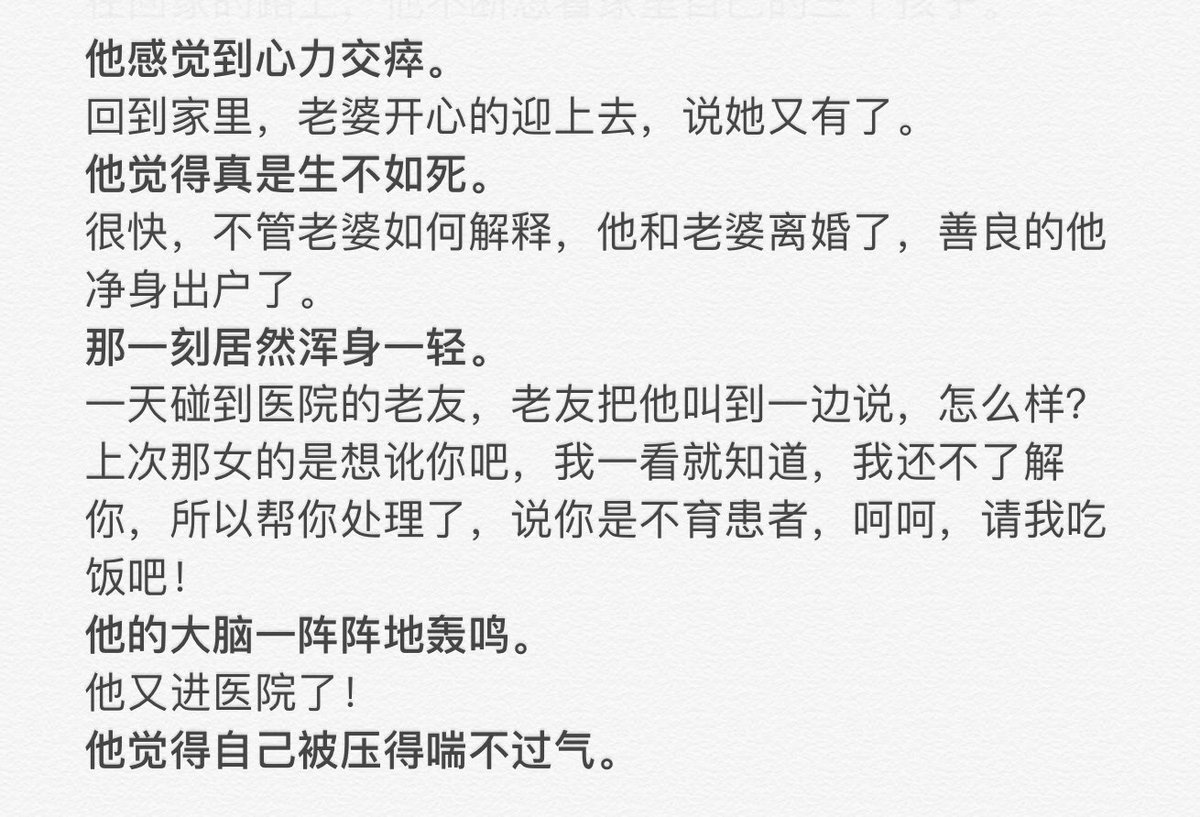 他感觉到心力交瘁。
回到家里，老婆开心的迎上去，说她又有了。
他觉得真是生不如死。
很快，不管老婆如何解释，他和老婆离婚了，善良的他
净身出户了。
那一刻居然浑身一轻。
一天碰到医院的老友，老友把他叫到一边说，怎么样？
上次那女的是想讹你吧，我一看就知道，我还不了解
你，所以帮你处理了，说你是不育患者，呵呵，请我吃
饭吧！
他的大脑一阵阵地轰鸣。
他又进医院了！
他觉得自己被压得喘不过气。